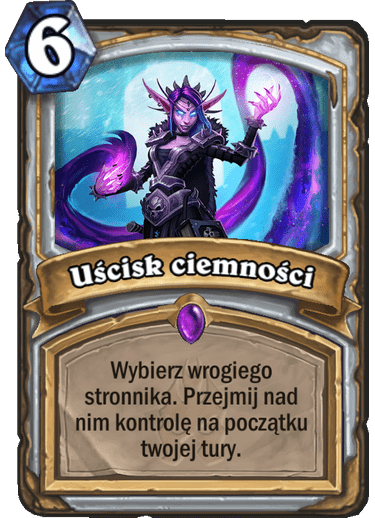 6
Uścisk ciemności
Wybierz wrogiego
stronnika. Przejmij nad
nim kontrolę na początku
twojej tury.